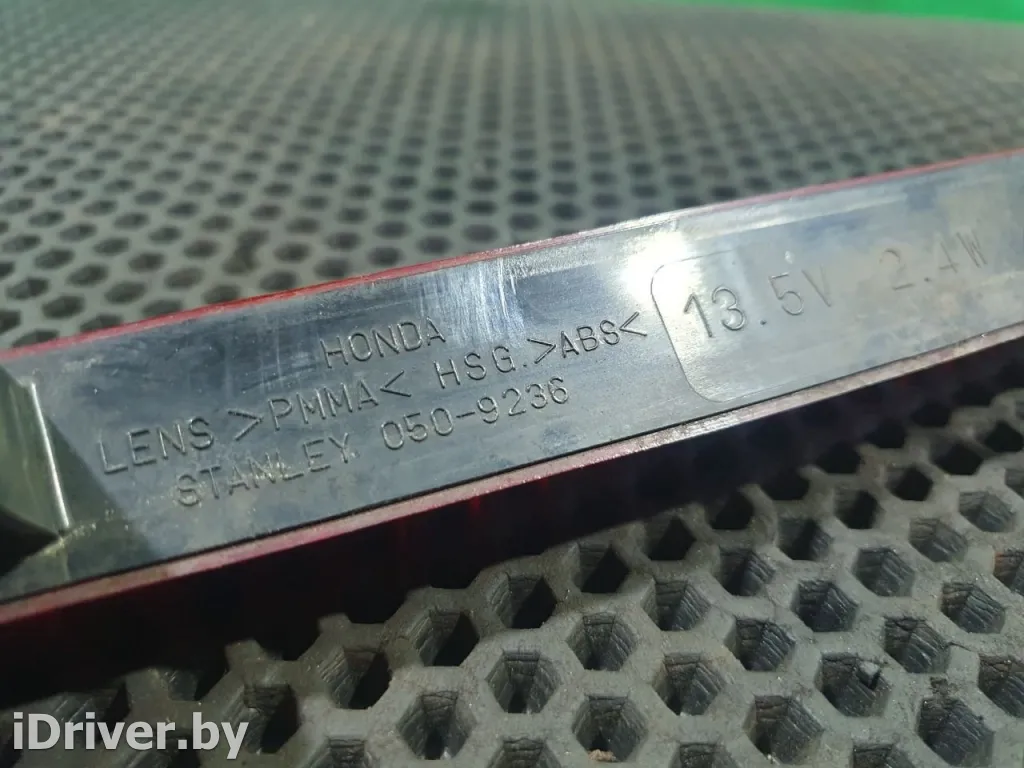 HONDA
LENS >PMMA< HSG.>ABS<
STANLEY 050-9236
13.5V 2.4W
iDriver.by